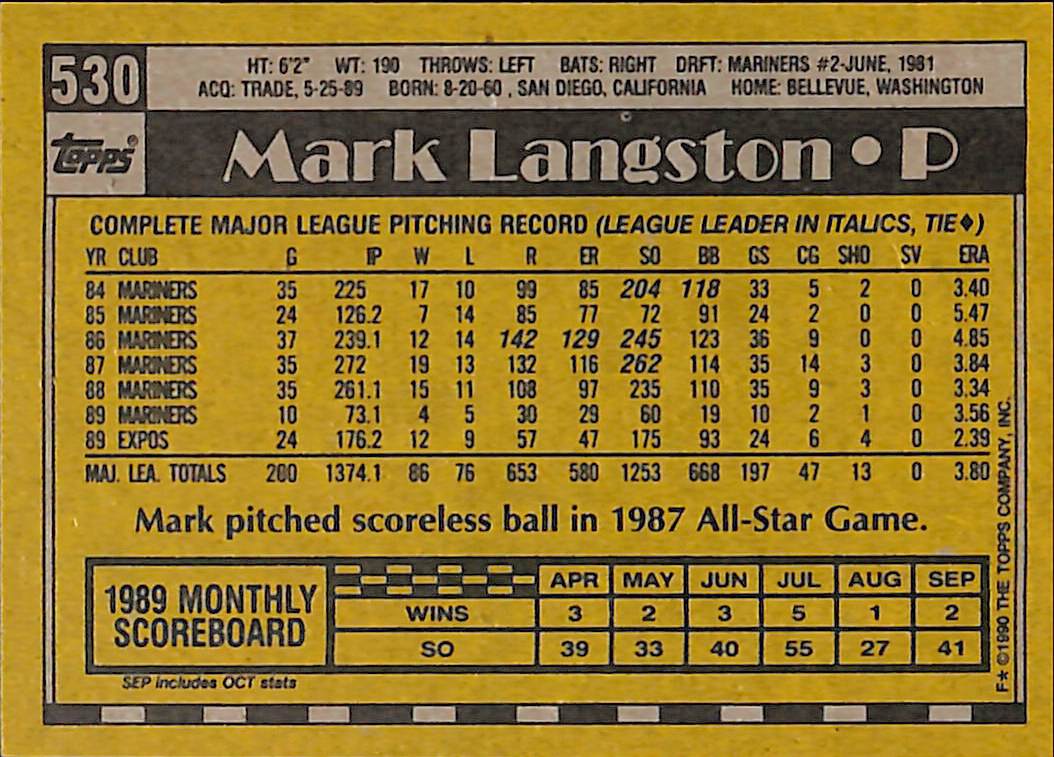 530
HT: 6'2" WT: 190 THROWS: LEFT BATS: RIGHT DRFT: MARINERS #2-JUNE, 1981
ACQ: TRADE, 5-25-89 BORN: 8-20-60, SAN DIEGO, CALIFORNIA HOME: BELLEVUE, WASHINGTON
topps®
Mark Langston • P
COMPLETE MAJOR LEAGUE PITCHING RECORD (LEAGUE LEADER IN ITALICS, TIE♦)
YR CLUB G IP W L R ER SO BB GS CG SHO SV ERA
84 MARINERS 35 225 17 10 99 85 204 118 33 5 2 0 3.40
85 MARINERS 24 126.2 7 14 85 77 72 91 24 2 0 0 5.47
86 MARINERS 37 239.1 12 14 142 129 245 123 36 9 0 0 4.85
87 MARINERS 35 272 19 13 132 116 262 114 35 14 3 0 3.84
88 MARINERS 35 261.1 15 11 108 97 235 110 35 9 3 0 3.34
89 MARINERS 10 73.1 4 5 30 29 60 19 10 2 1 0 3.56
89 EXPOS 24 176.2 12 9 57 47 175 93 24 6 4 0 2.39
MAJ. LEA. TOTALS 200 1374.1 86 76 653 580 1253 668 197 47 13 0 3.80
Mark pitched scoreless ball in 1987 All-Star Game.
1989 MONTHLY SCOREBOARD
APR MAY JUN JUL AUG SEP
WINS 3 2 3 5 1 2
SO 39 33 40 55 27 41
SEP includes OCT stats
F* ©1990 THE TOPPS COMPANY, INC.